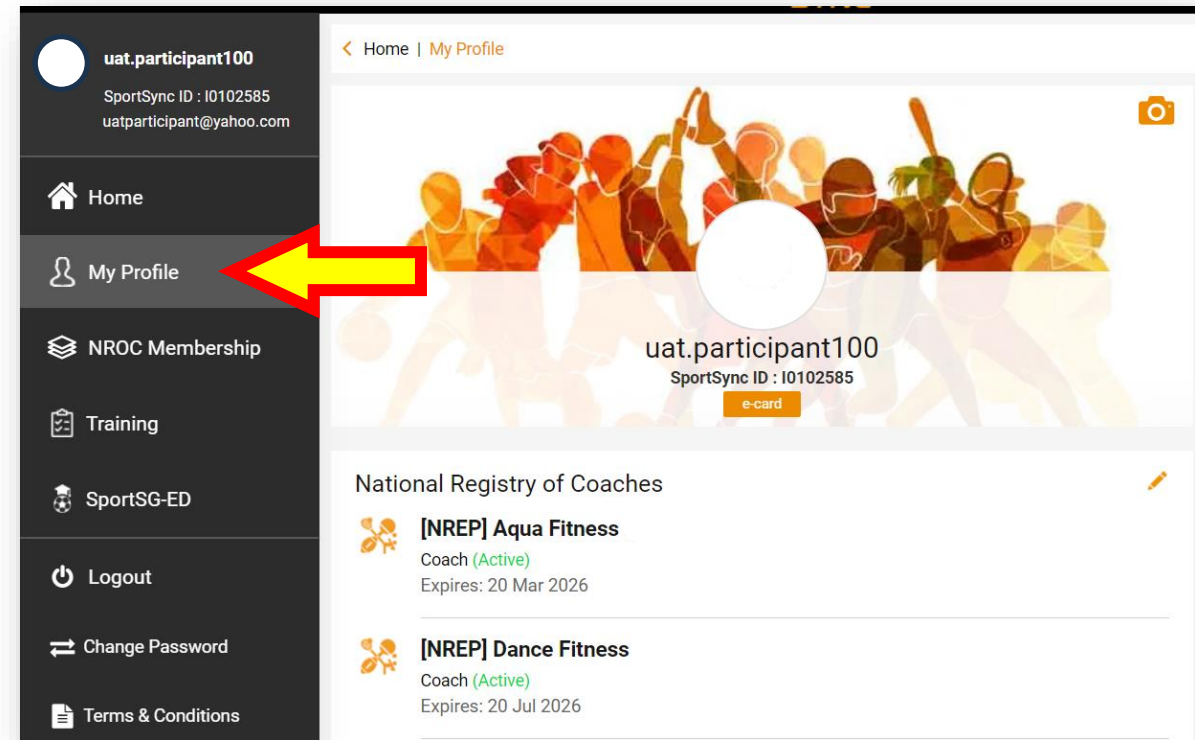 uat.participant100
SportSync ID : I0102585
uatparticipant@yahoo.com
Home
My Profile
NROC Membership
Training
SportSG-ED
Logout
Change Password
Terms & Conditions
Home | My Profile
uat.participant100
SportSync ID : I0102585
e-card
National Registry of Coaches
[NREP] Aqua Fitness
Coach (Active)
Expires: 20 Mar 2026
[NREP] Dance Fitness
Coach (Active)
Expires: 20 Jul 2026